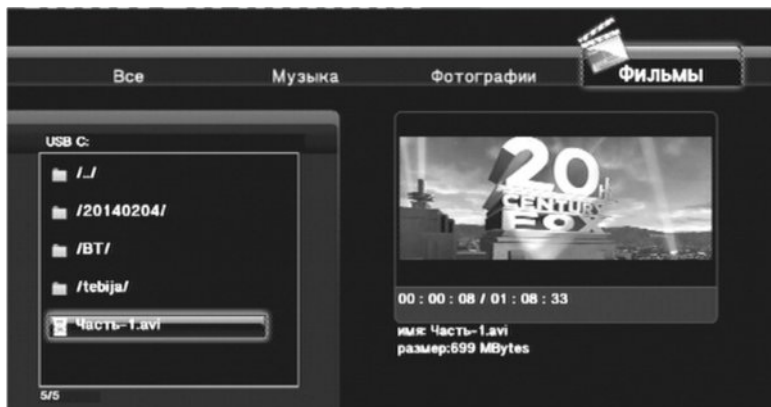 Все Музыка Фотографии Фильмы
USB C:
/../
/20140204/
/BT/
/tebija/
Часть-1.avi
5/5
20th
CENTURY
FOX
00 : 00 : 08 / 01 : 08 : 33
имя: Часть-1.avi
размер:699 MBytes